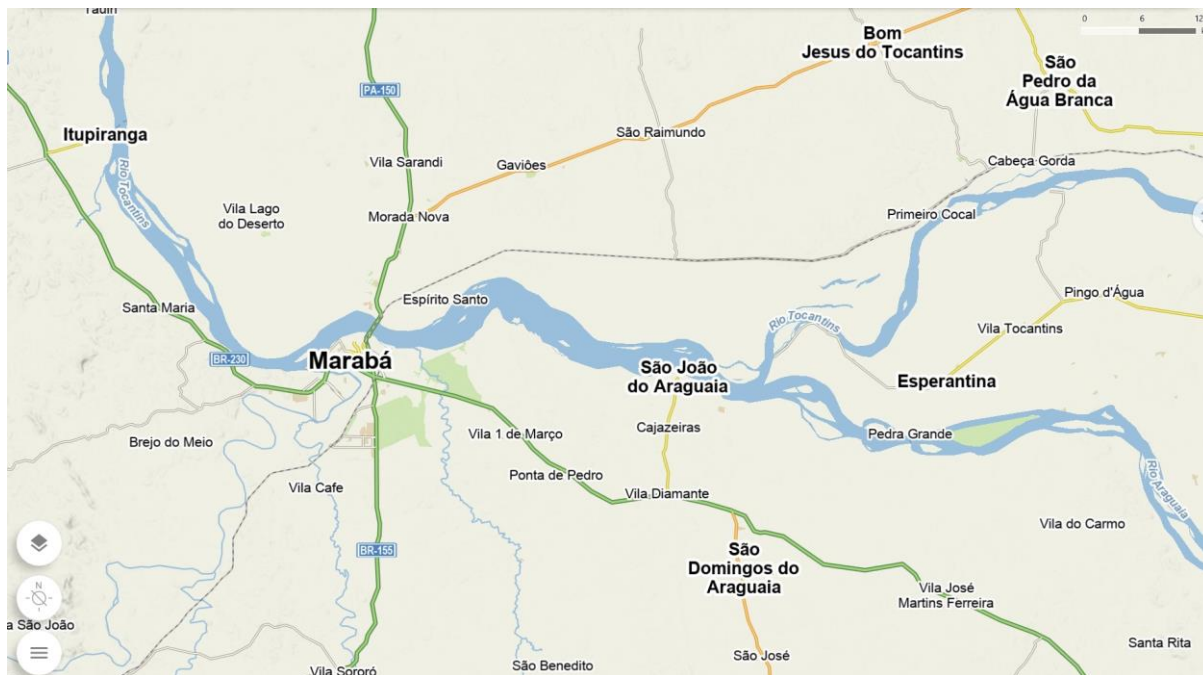 0 6 12
Bom
Jesus do Tocantins
São
Pedro da
Água Branca
PA-150
Itupiranga
São Raimundo
Vila Sarandi
Gaviões
Cabeça Gorda
Rio Tocantins
Vila Lago
do Deserto
Morada Nova
Primeiro Cocal
Santa Maria
Espírito Santo
Pingo d'Água
Rio Tocantins
Vila Tocantins
BR-230
Marabá
São João
do Araguaia
Esperantina
Brejo do Meio
Vila 1 de Março
Cajazeiras
Pedra Grande
Ponta de Pedro
Rio Araguaia
Vila Cafe
Vila Diamante
Vila do Carmo
BR-155
São
Domingos do
Araguaia
N
Vila José
Martins Ferreira
a São João
Santa Rita
Vila Sororó
São Benedito
São José